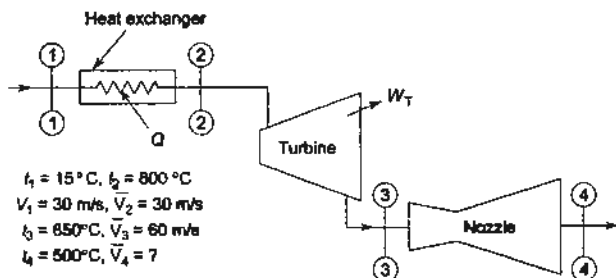 Heat exchanger
1
2
1
2
Q
W_T
Turbine
3
4
Nozzle
3
4
t₁ = 15°C, t₂ = 800 °C
V₁ = 30 m/s, V̄₂ = 30 m/s
t₃ = 650°C, V̄₃ = 60 m/s
t₄ = 500°C, V̄₄ = ?